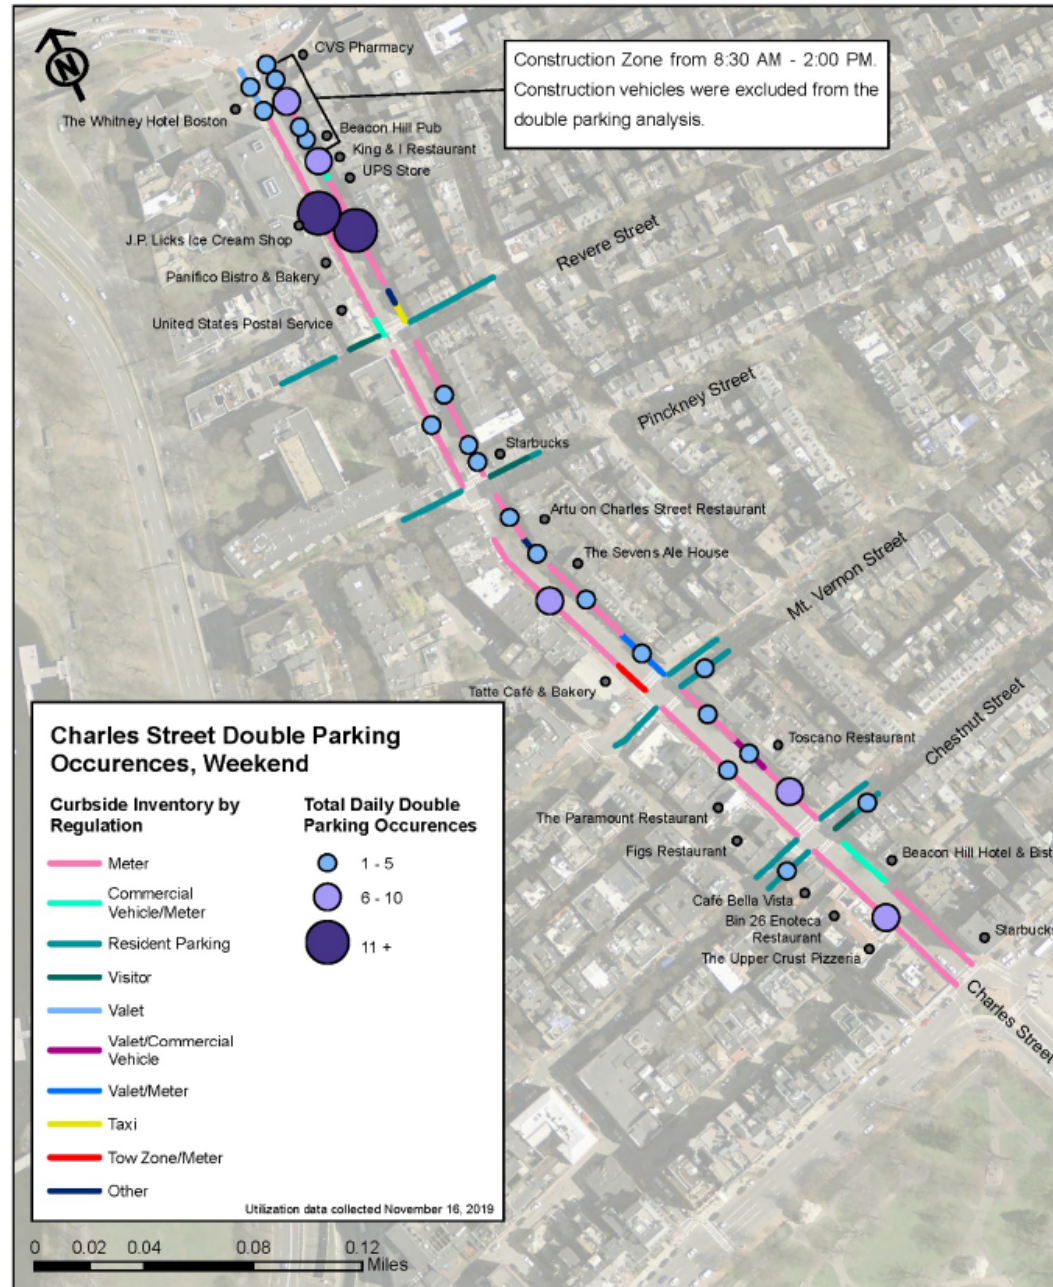 N
CVS Pharmacy
Construction Zone from 8:30 AM - 2:00 PM.
Construction vehicles were excluded from the
double parking analysis.
The Whitney Hotel Boston
Beacon Hill Pub
King & I Restaurant
UPS Store
J.P. Licks Ice Cream Shop
Revere Street
Panifico Bistro & Bakery
United States Postal Service
Pinckney Street
Starbucks
Artu on Charles Street Restaurant
The Sevens Ale House
Mt. Vernon Street
Tatte Café & Bakery
Chestnut Street
Toscano Restaurant
The Paramount Restaurant
Figs Restaurant
Beacon Hill Hotel & Bist
Café Bella Vista
Bin 26 Enoteca
Restaurant
The Upper Crust Pizzeria
Starbucks
Charles Street
Charles Street Double Parking
Occurences, Weekend
Curbside Inventory by
Regulation
Meter
Commercial
Vehicle/Meter
Resident Parking
Visitor
Valet
Valet/Commercial
Vehicle
Valet/Meter
Taxi
Tow Zone/Meter
Other
Total Daily Double
Parking Occurences
1 - 5
6 - 10
11 +
Utilization data collected November 16, 2019
0 0.02 0.04 0.08 0.12
Miles